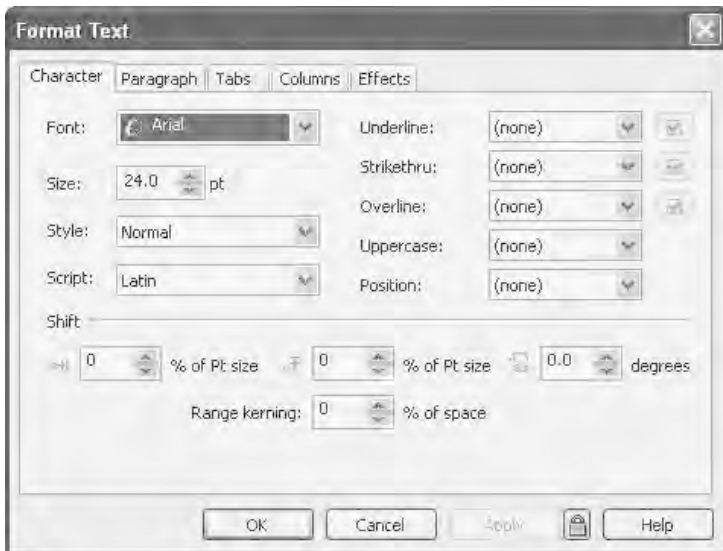 Format Text
Character Paragraph Tabs Columns Effects
Font: Arial Underline: (none)
Strikethru: (none)
Size: 24.0 pt
Overline: (none)
Style: Normal
Uppercase: (none)
Script: Latin
Position: (none)
Shift
0 % of Pt size 0 % of Pt size 0.0 degrees
Range kerning: 0 % of space
OK Cancel Apply Help